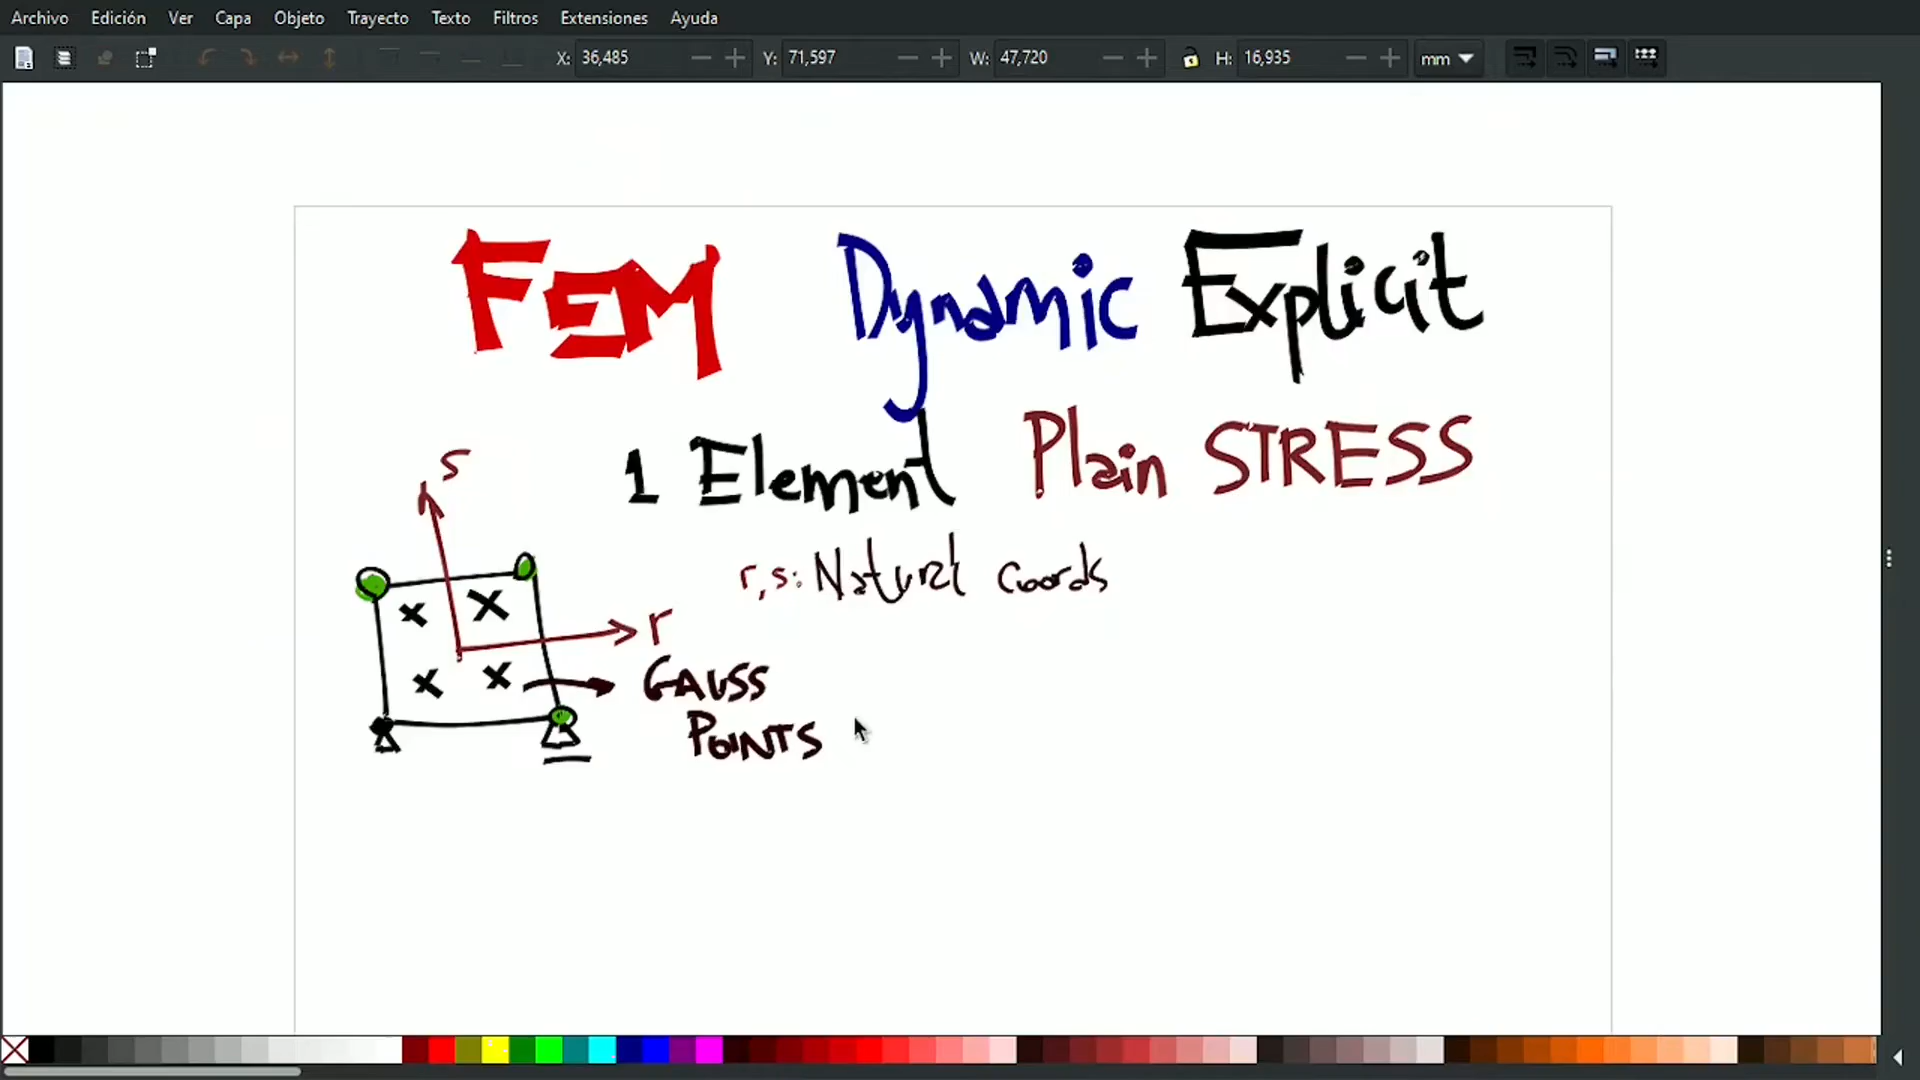 Archivo Edición Ver Capa Objeto Trayecto Texto Filtros Extensiones Ayuda
X: 36,485 Y: 71,597 W: 47,720 H: 16,935 mm
FEM Dynamic Explicit
1 Element Plain STRESS
s
r,s: Natural Coords
r
GAUSS
POINTS